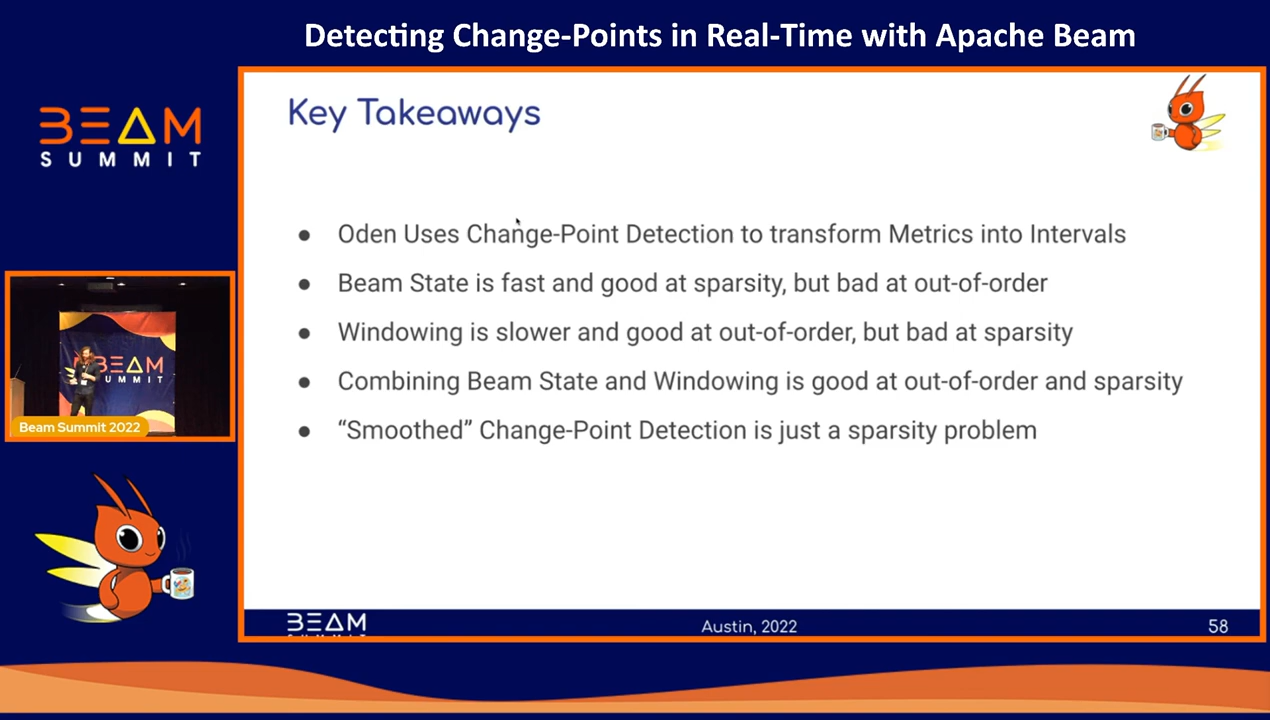 Detecting Change-Points in Real-Time with Apache Beam
BEAM
SUMMIT
Key Takeaways
● Oden Uses Change-Point Detection to transform Metrics into Intervals
● Beam State is fast and good at sparsity, but bad at out-of-order
● Windowing is slower and good at out-of-order, but bad at sparsity
● Combining Beam State and Windowing is good at out-of-order and sparsity
● “Smoothed” Change-Point Detection is just a sparsity problem
BEAM
UMMIT
Beam Summit 2022
BEAM
Austin, 2022
58